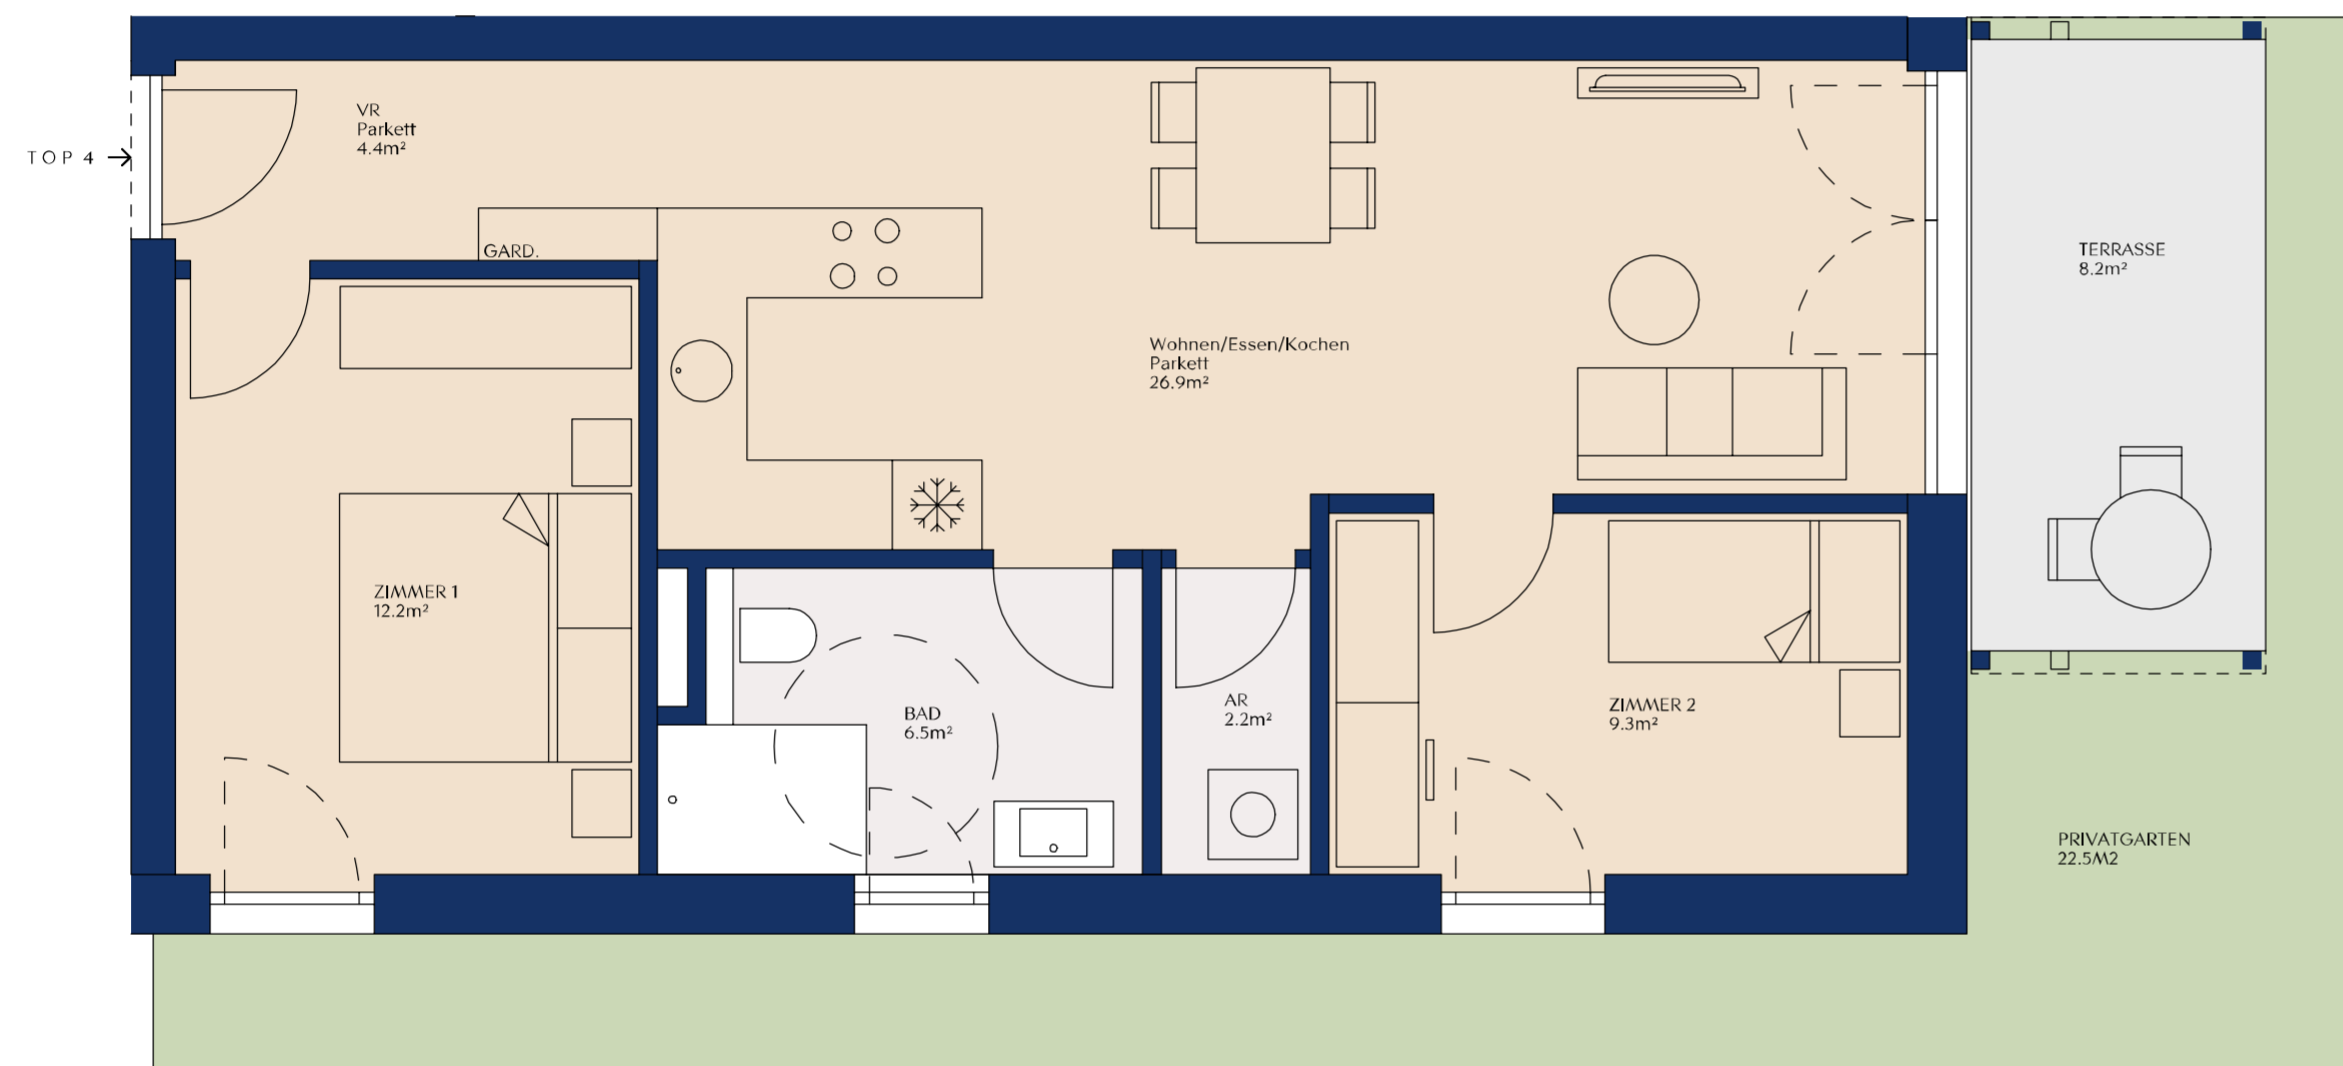 TOP 4
VR
Parkett
4.4m²
GARD.
Wohnen/Essen/Kochen
Parkett
26.9m²
TERRASSE
8.2m²
ZIMMER 1
12.2m²
BAD
6.5m²
AR
2.2m²
ZIMMER 2
9.3m²
PRIVATGARTEN
22.5M2